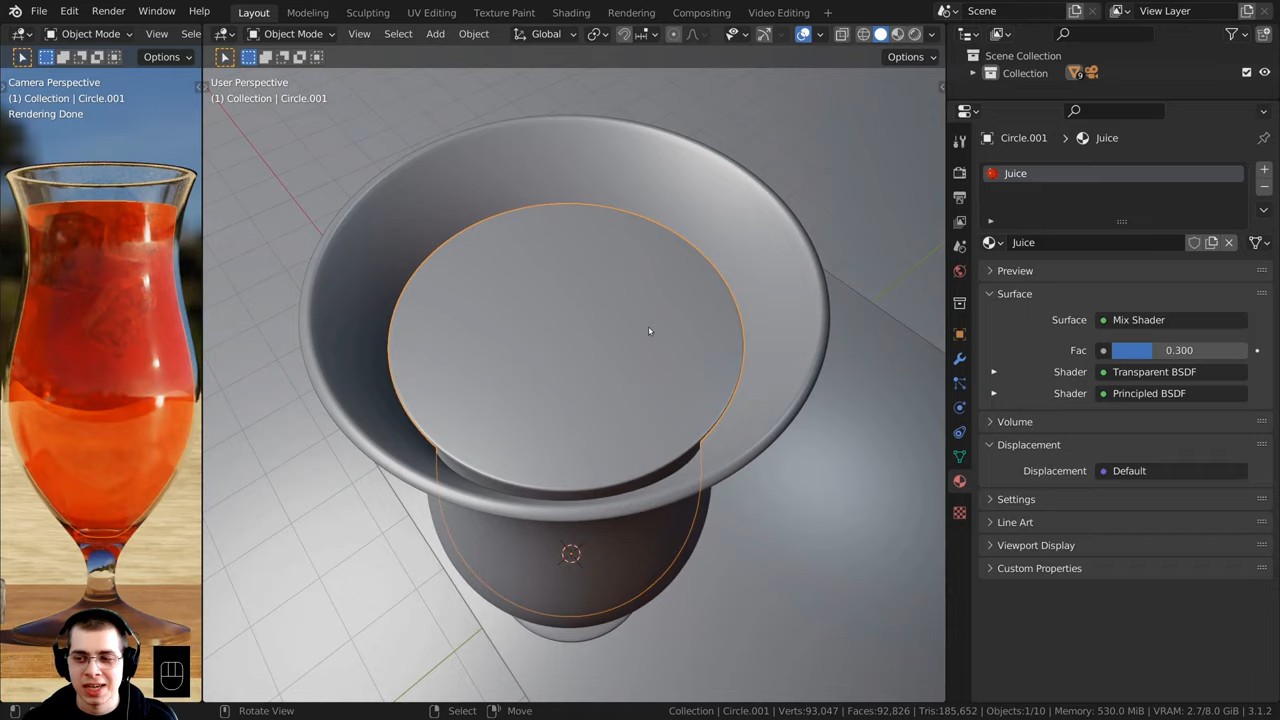 File Edit Render Window Help
Layout Modeling Sculpting UV Editing Texture Paint Shading Rendering Compositing Video Editing +
Scene
View Layer
Object Mode View Sele
Object Mode View Select Add Object Global
Options
Options
Camera Perspective
(1) Collection | Circle.001
Rendering Done
User Perspective
(1) Collection | Circle.001
Scene Collection
Collection 9
Circle.001 > Juice
Juice
Juice
Preview
Surface
Surface Mix Shader
Fac 0.300
Shader Transparent BSDF
Shader Principled BSDF
Volume
Displacement
Displacement Default
Settings
Line Art
Viewport Display
Custom Properties
Rotate View
Select
Move
Collection | Circle.001 | Verts:93,047 | Faces:92,826 | Tris:185,652 | Objects:1/10 | Memory: 530.0 MiB | VRAM: 2.7/8.0 GiB | 3.1.2